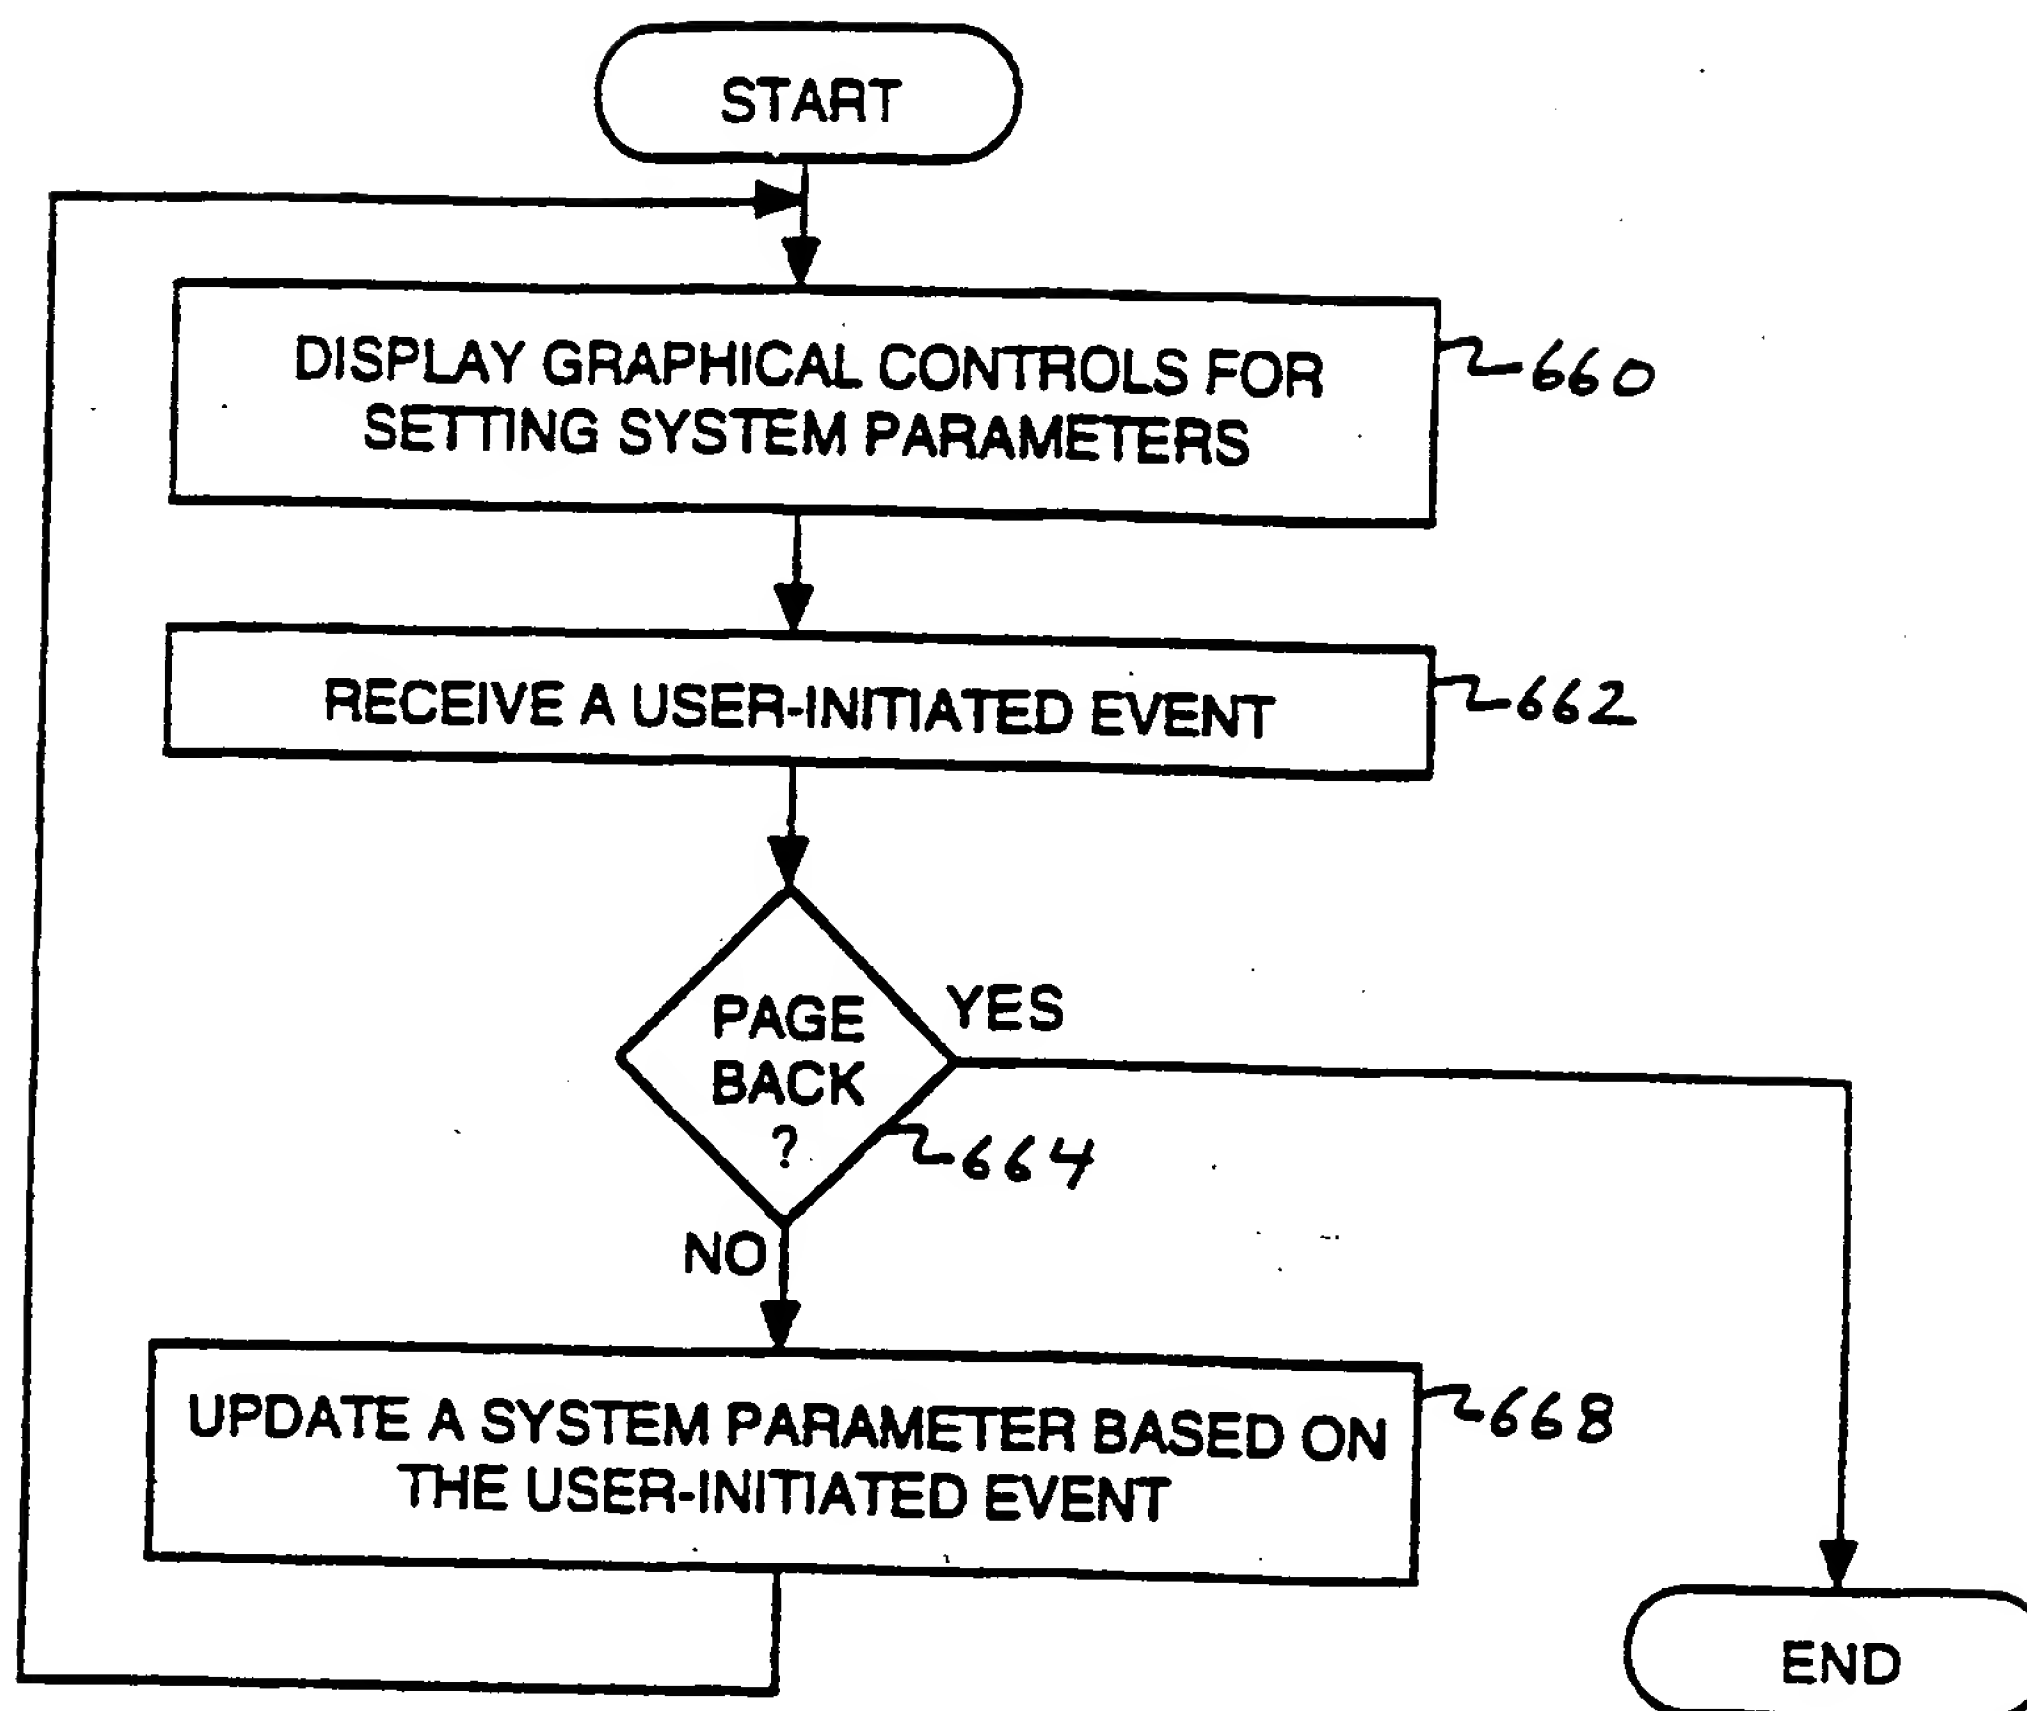 START
DISPLAY GRAPHICAL CONTROLS FOR
SETTING SYSTEM PARAMETERS
660
RECEIVE A USER-INITIATED EVENT
662
PAGE
BACK
?
YES
664
NO
UPDATE A SYSTEM PARAMETER BASED ON
THE USER-INITIATED EVENT
668
END